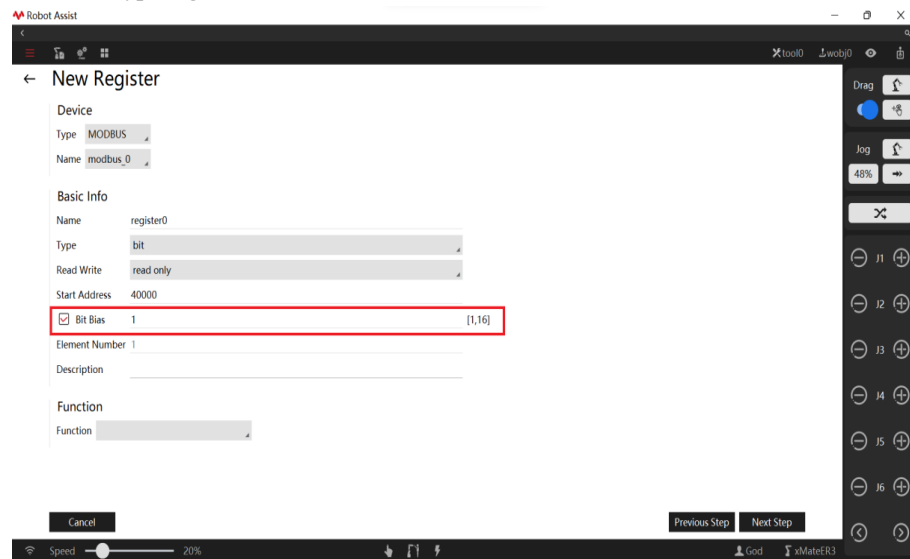 Robot Assist
tool0 wobj0
New Register
Device
Type MODBUS
Name modbus_0
Basic Info
Name register0
Type bit
Read Write read only
Start Address 40000
Bit Bias 1 [1,16]
Element Number 1
Description
Function
Function
Cancel
Previous Step Next Step
Drag
Jog
48%
J1
J2
J3
J4
J5
J6
Speed 20% God xMateER3